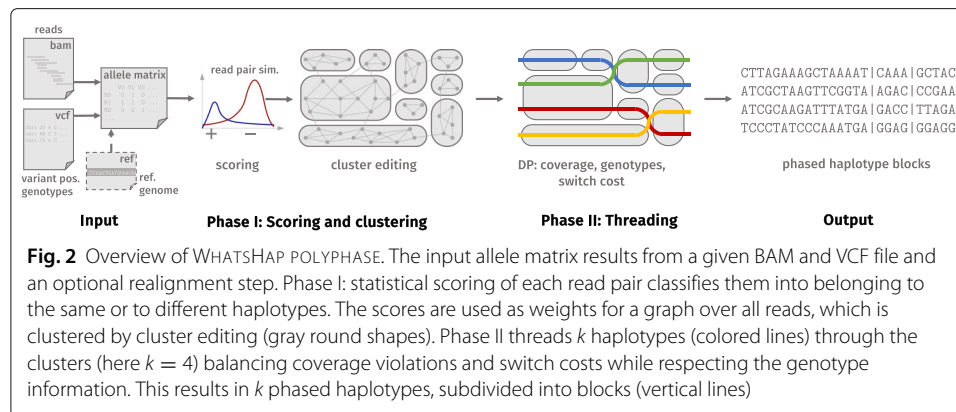 reads
bam
vcf
variant pos.
genotypes
allele matrix
ref
ref.
genome
Input
read pair sim.
+ −
scoring
cluster editing
Phase I: Scoring and clustering
DP: coverage, genotypes,
switch cost
Phase II: Threading
CTTAGAAAGCTAAAAT|CAAA|GCTAC
ATCGCTAAGTTCGGTA|AGAC|CCGAA
ATCGCAAGATTTATGA|GACC|TTAGA
TCCCTATCCCAAATGA|GGAG|GGAGG
phased haplotype blocks
Output
Fig. 2 Overview of WHATSHAP POLYPHASE. The input allele matrix results from a given BAM and VCF file and
an optional realignment step. Phase I: statistical scoring of each read pair classifies them into belonging to
the same or to different haplotypes. The scores are used as weights for a graph over all reads, which is
clustered by cluster editing (gray round shapes). Phase II threads k haplotypes (colored lines) through the
clusters (here k = 4) balancing coverage violations and switch costs while respecting the genotype
information. This results in k phased haplotypes, subdivided into blocks (vertical lines)